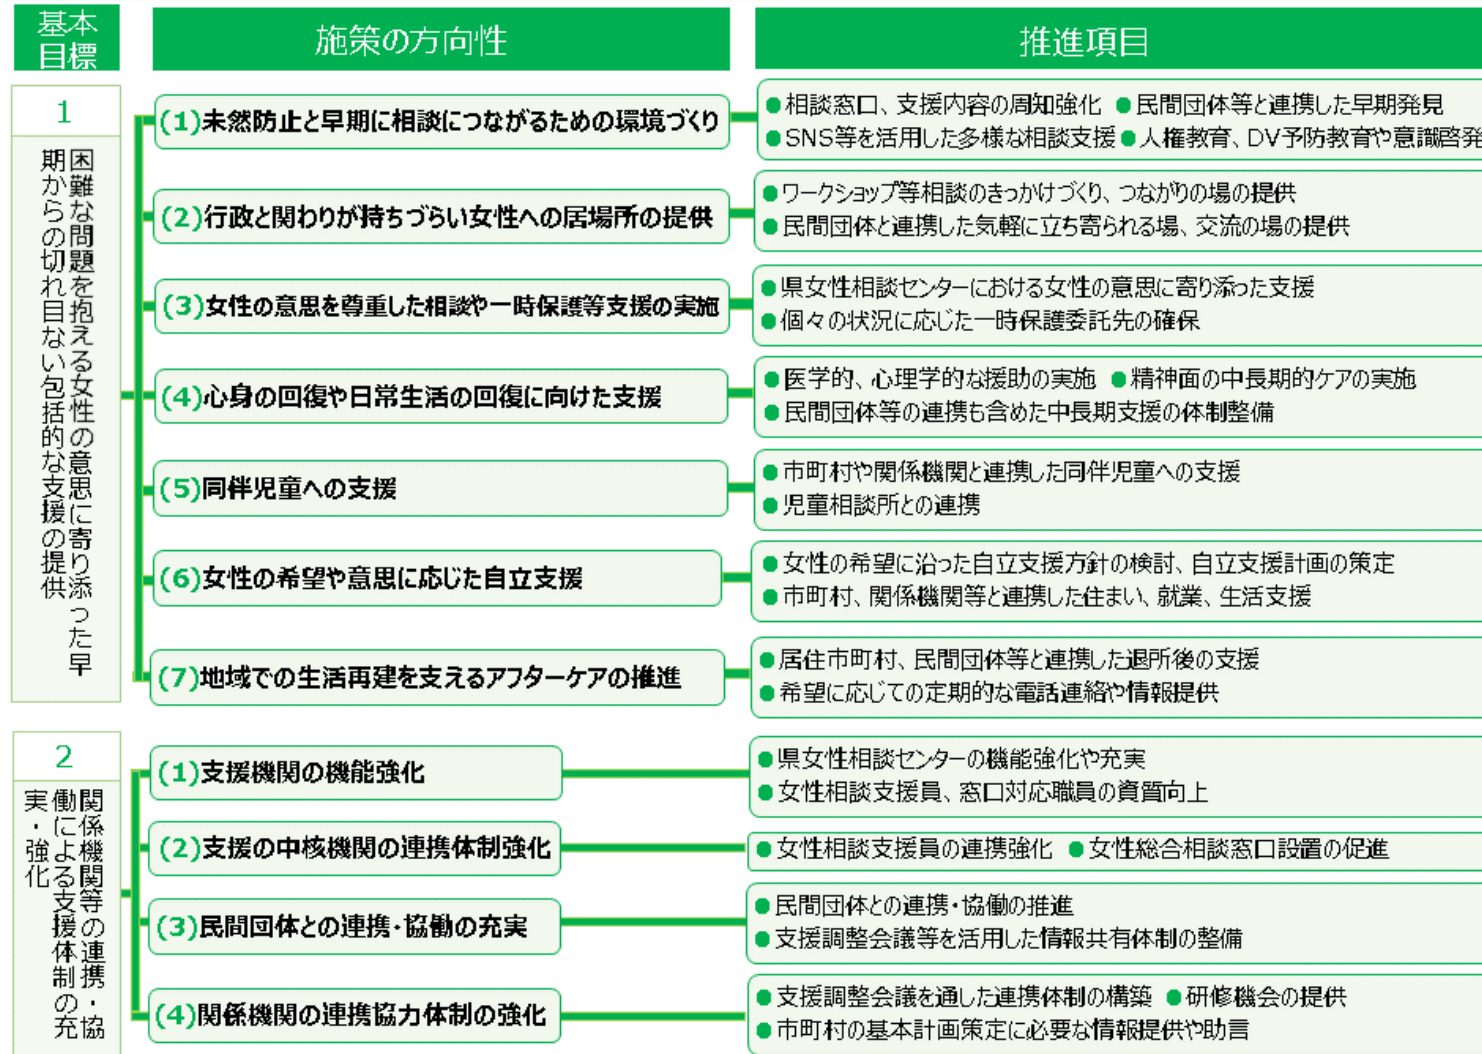 基本
目標
施策の方向性
推進項目
1
困難な問題を抱える女性の意思に寄り添った早
期からの切れ目ない包括的な支援の提供
(1)未然防止と早期に相談につながるための環境づくり
●相談窓口、支援内容の周知強化 ●民間団体等と連携した早期発見
●SNS等を活用した多様な相談支援 ●人権教育、DV予防教育や意識啓発
(2)行政と関わりが持ちづらい女性への居場所の提供
●ワークショップ等相談のきっかけづくり、つながりの場の提供
●民間団体と連携した気軽に立ち寄られる場、交流の場の提供
(3)女性の意思を尊重した相談や一時保護等支援の実施
●県女性相談センターにおける女性の意思に寄り添った支援
●個々の状況に応じた一時保護委託先の確保
(4)心身の回復や日常生活の回復に向けた支援
●医学的、心理学的な援助の実施 ●精神面の中長期的ケアの実施
●民間団体等の連携も含めた中長期支援の体制整備
(5)同伴児童への支援
●市町村や関係機関と連携した同伴児童への支援
●児童相談所との連携
(6)女性の希望や意思に応じた自立支援
●女性の希望に沿った自立支援方針の検討、自立支援計画の策定
●市町村、関係機関等と連携した住まい、就業、生活支援
(7)地域での生活再建を支えるアフターケアの推進
●居住市町村、民間団体等と連携した退所後の支援
●希望に応じての定期的な電話連絡や情報提供
2
関係機関等の連携・協
働による支援体制の充
実・強化
(1)支援機関の機能強化
●県女性相談センターの機能強化や充実
●女性相談支援員、窓口対応職員の資質向上
(2)支援の中核機関の連携体制強化
●女性相談支援員の連携強化 ●女性総合相談窓口設置の促進
(3)民間団体との連携・協働の充実
●民間団体との連携・協働の推進
●支援調整会議等を活用した情報共有体制の整備
(4)関係機関の連携協力体制の強化
●支援調整会議を通した連携体制の構築 ●研修機会の提供
●市町村の基本計画策定に必要な情報提供や助言